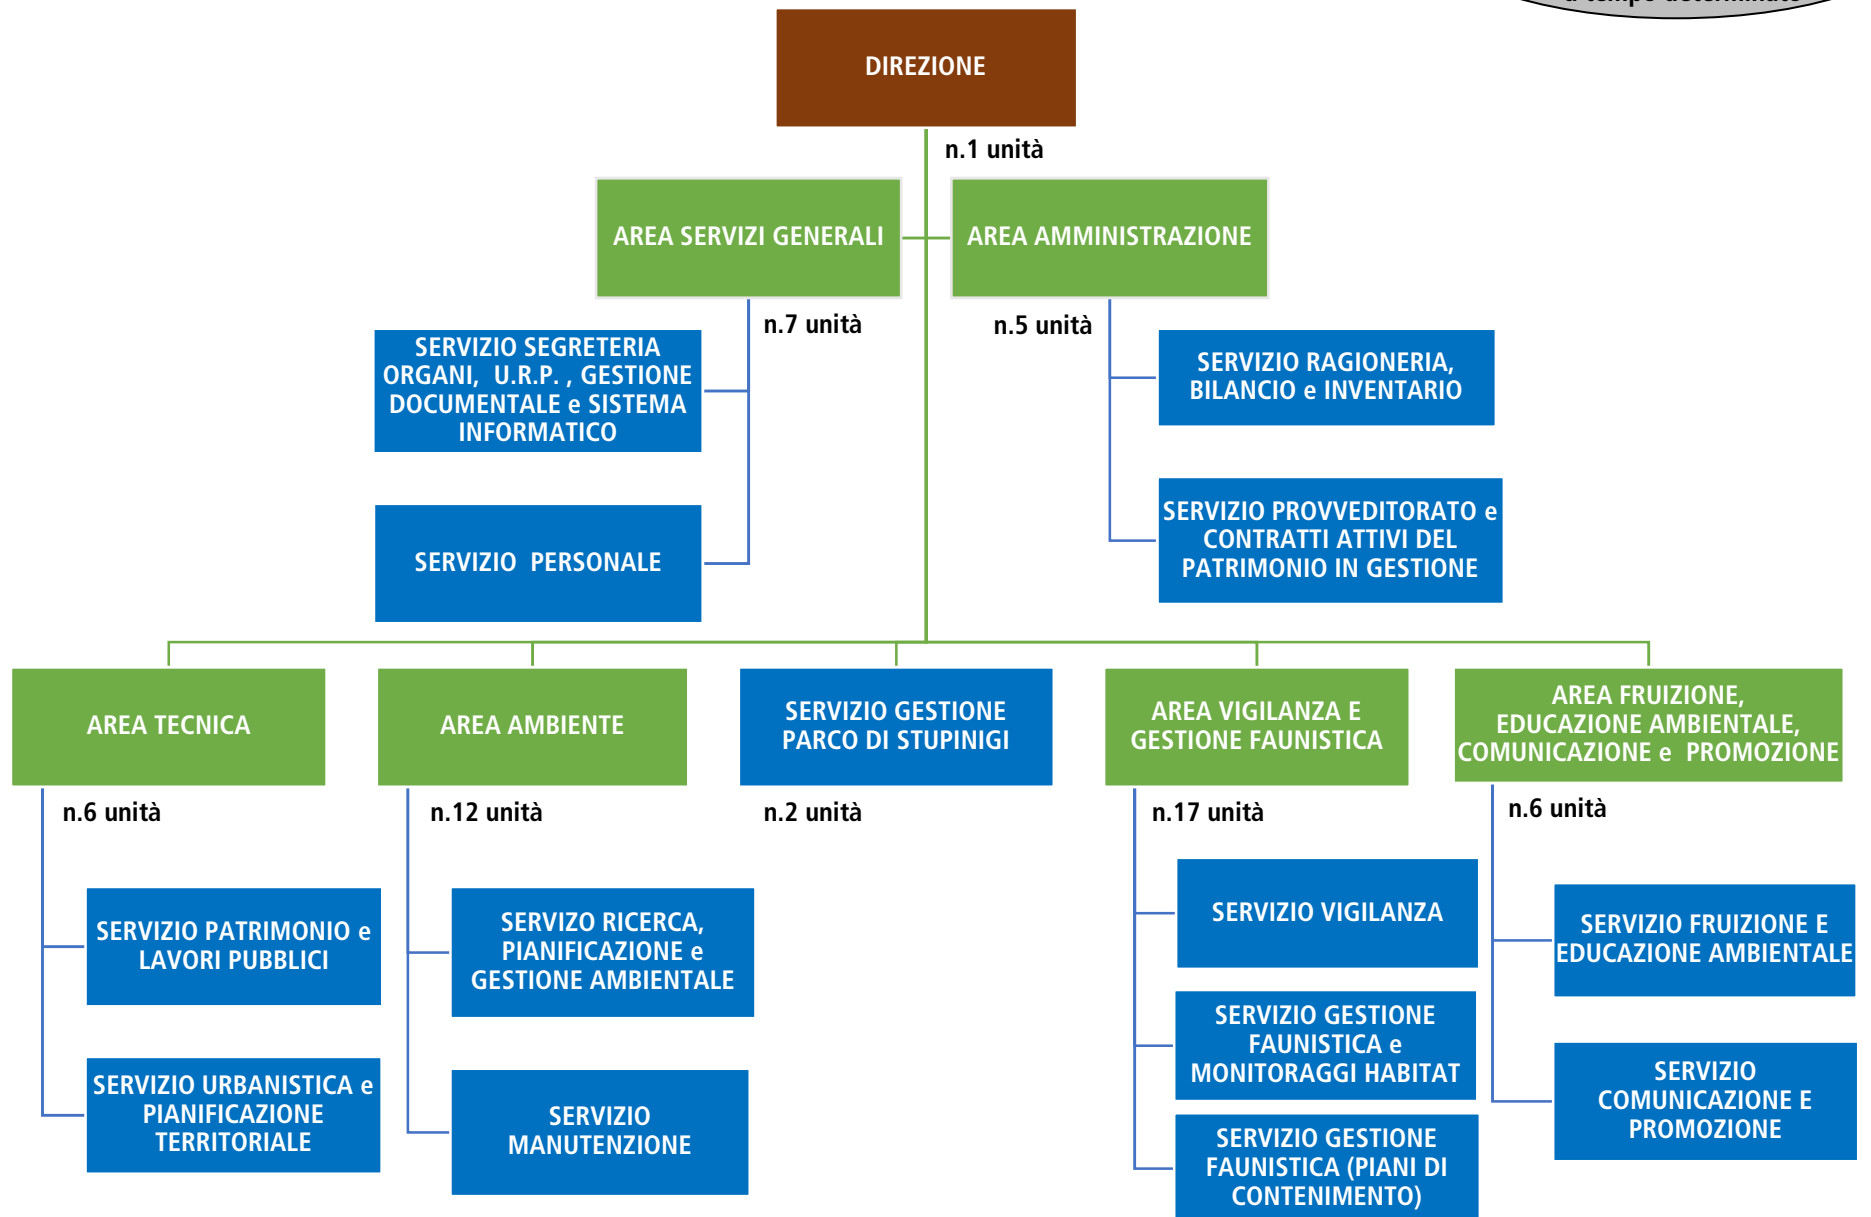 a tempo determinato
DIREZIONE
n.1 unità
AREA SERVIZI GENERALI
AREA AMMINISTRAZIONE
n.7 unità
n.5 unità
SERVIZIO SEGRETERIA
ORGANI, U.R.P. , GESTIONE
DOCUMENTALE e SISTEMA
INFORMATICO
SERVIZIO RAGIONERIA,
BILANCIO e INVENTARIO
SERVIZIO PERSONALE
SERVIZIO PROVVEDITORATO e
CONTRATTI ATTIVI DEL
PATRIMONIO IN GESTIONE
AREA TECNICA
AREA AMBIENTE
SERVIZIO GESTIONE
PARCO DI STUPINIGI
AREA VIGILANZA E
GESTIONE FAUNISTICA
AREA FRUIZIONE,
EDUCAZIONE AMBIENTALE,
COMUNICAZIONE e PROMOZIONE
n.6 unità
n.12 unità
n.2 unità
n.17 unità
n.6 unità
SERVIZIO PATRIMONIO e
LAVORI PUBBLICI
SERVIZO RICERCA,
PIANIFICAZIONE e
GESTIONE AMBIENTALE
SERVIZIO VIGILANZA
SERVIZIO FRUIZIONE E
EDUCAZIONE AMBIENTALE
SERVIZIO URBANISTICA e
PIANIFICAZIONE
TERRITORIALE
SERVIZIO
MANUTENZIONE
SERVIZIO GESTIONE
FAUNISTICA e
MONITORAGGI HABITAT
SERVIZIO
COMUNICAZIONE E
PROMOZIONE
SERVIZIO GESTIONE
FAUNISTICA (PIANI DI
CONTENIMENTO)